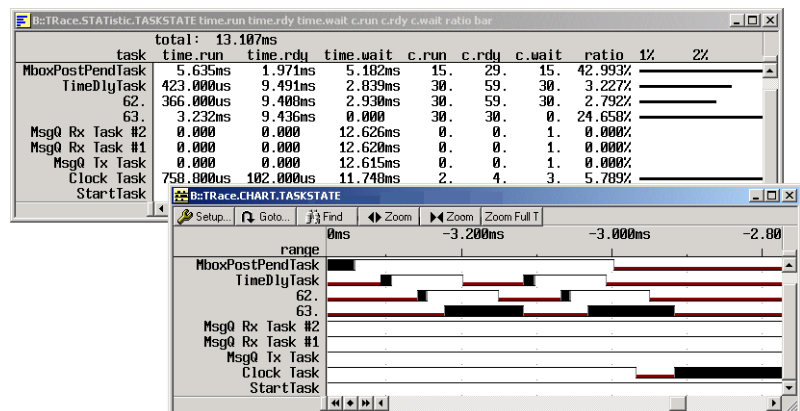 B::TRace.STATistic.TASKSTATE time.run time.rdy time.wait c.run c.rdy c.wait ratio bar
total: 13.107ms
task time.run time.rdy time.wait c.run c.rdy c.wait ratio 1% 2%
MboxPostPendTask 5.635ms 1.971ms 5.182ms 15. 29. 15. 42.993%
TimeDlyTask 423.000us 9.491ms 2.839ms 30. 59. 30. 3.227%
62. 366.000us 9.408ms 2.930ms 30. 59. 30. 2.792%
63. 3.232ms 9.436ms 0.000 30. 30. 0. 24.658%
MsgQ Rx Task #2 0.000 0.000 12.626ms 0. 0. 1. 0.000%
MsgQ Rx Task #1 0.000 0.000 12.620ms 0. 0. 1. 0.000%
MsgQ Tx Task 0.000 0.000 12.615ms 0. 0. 1. 0.000%
Clock Task 758.800us 102.000us 11.748ms 2. 4. 3. 5.789%
StartTask
B::TRace.CHART.TASKSTATE
Setup... Goto... Find Zoom Zoom Zoom Full T
0ms -3.200ms -3.000ms -2.80
range
MboxPostPendTask
TimeDlyTask
62.
63.
MsgQ Rx Task #2
MsgQ Rx Task #1
MsgQ Tx Task
Clock Task
StartTask